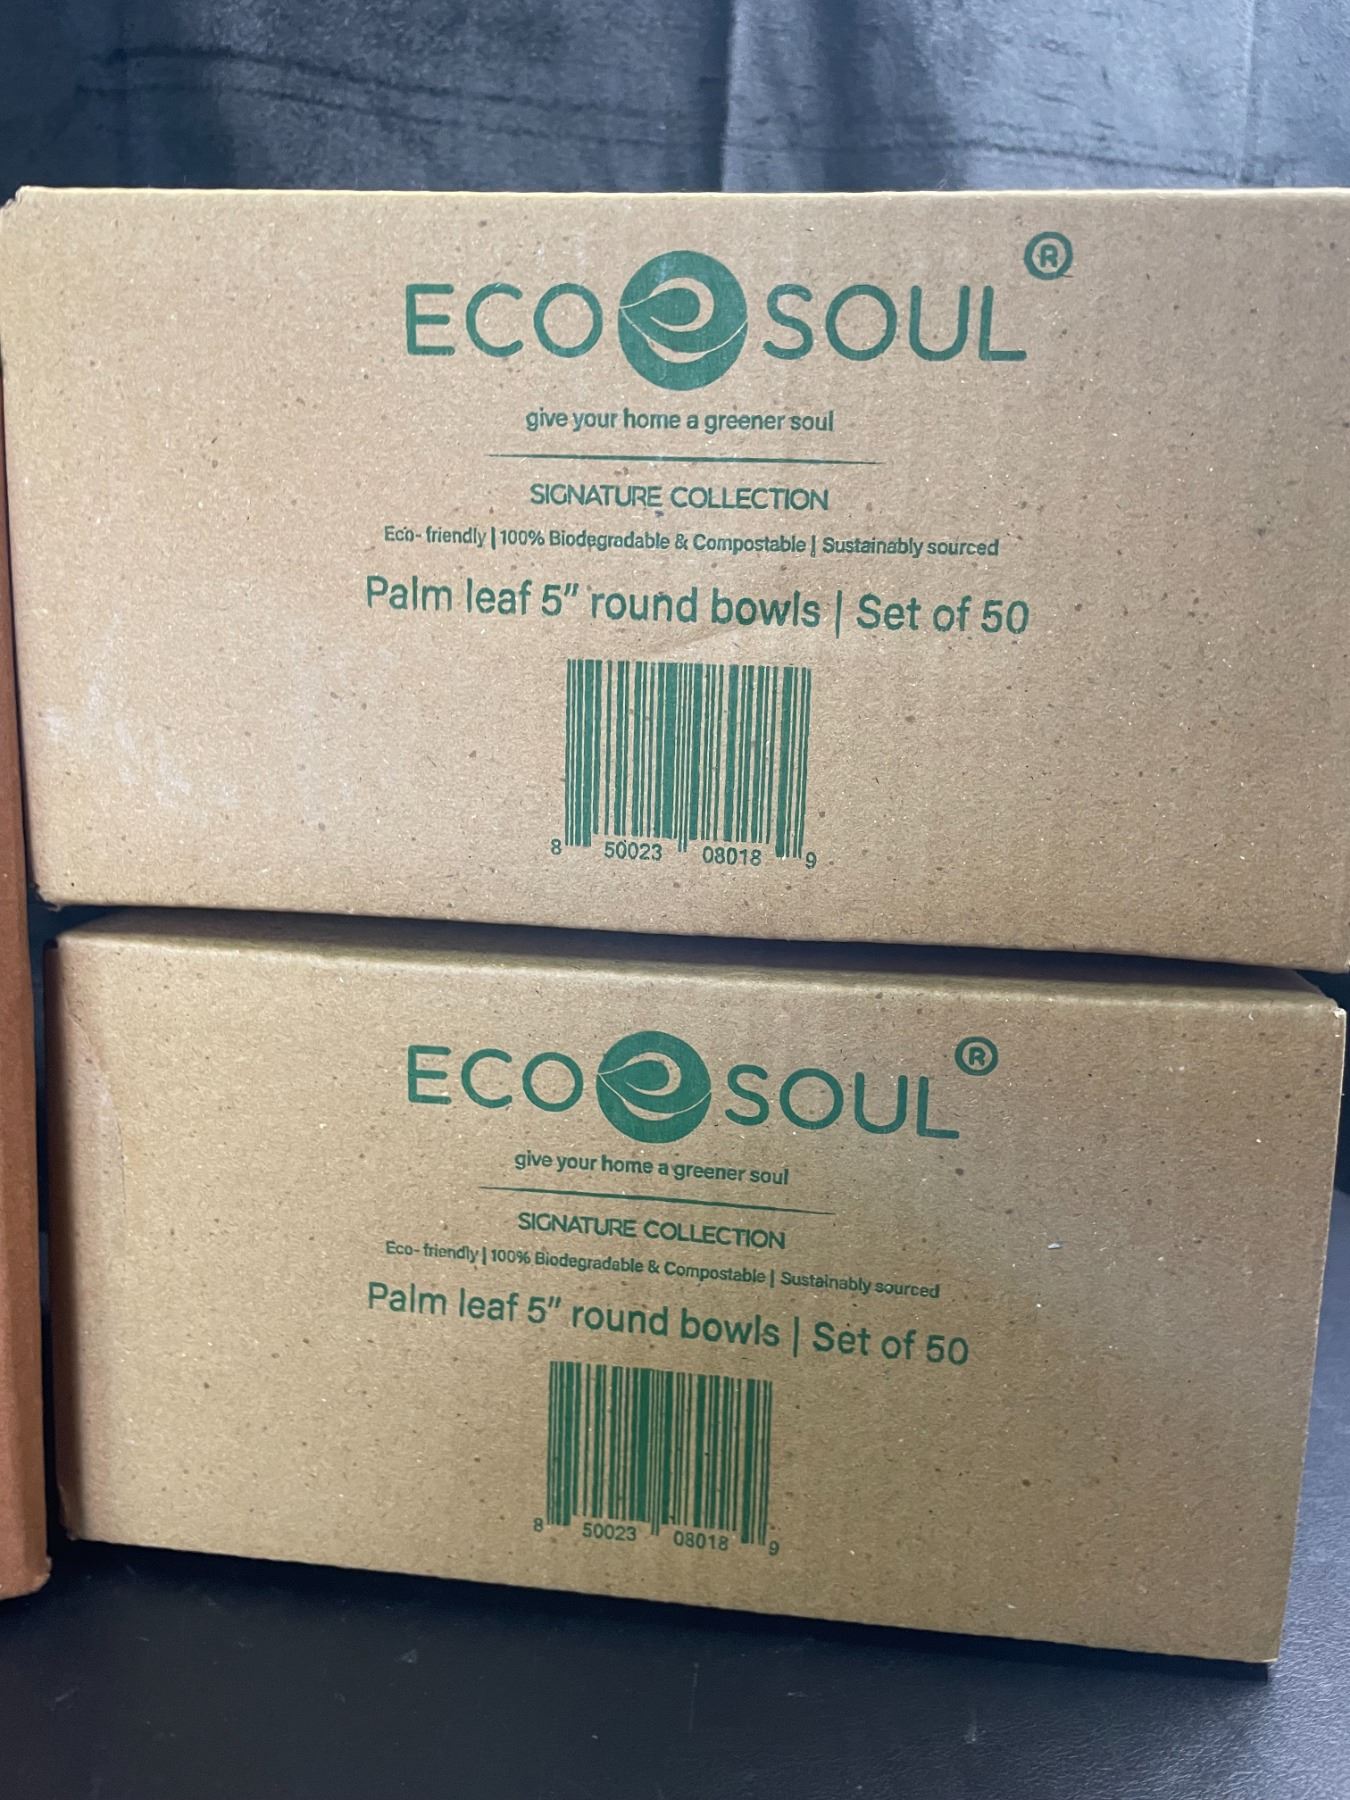 ECO SOUL®
give your home a greener soul
SIGNATURE COLLECTION
Eco- friendly | 100% Biodegradable & Compostable | Sustainably sourced
Palm leaf 5" round bowls | Set of 50
8 50023 08018 9
ECO SOUL®
give your home a greener soul
SIGNATURE COLLECTION
Eco- friendly | 100% Biodegradable & Compostable | Sustainably sourced
Palm leaf 5" round bowls | Set of 50
8 50023 08018 9